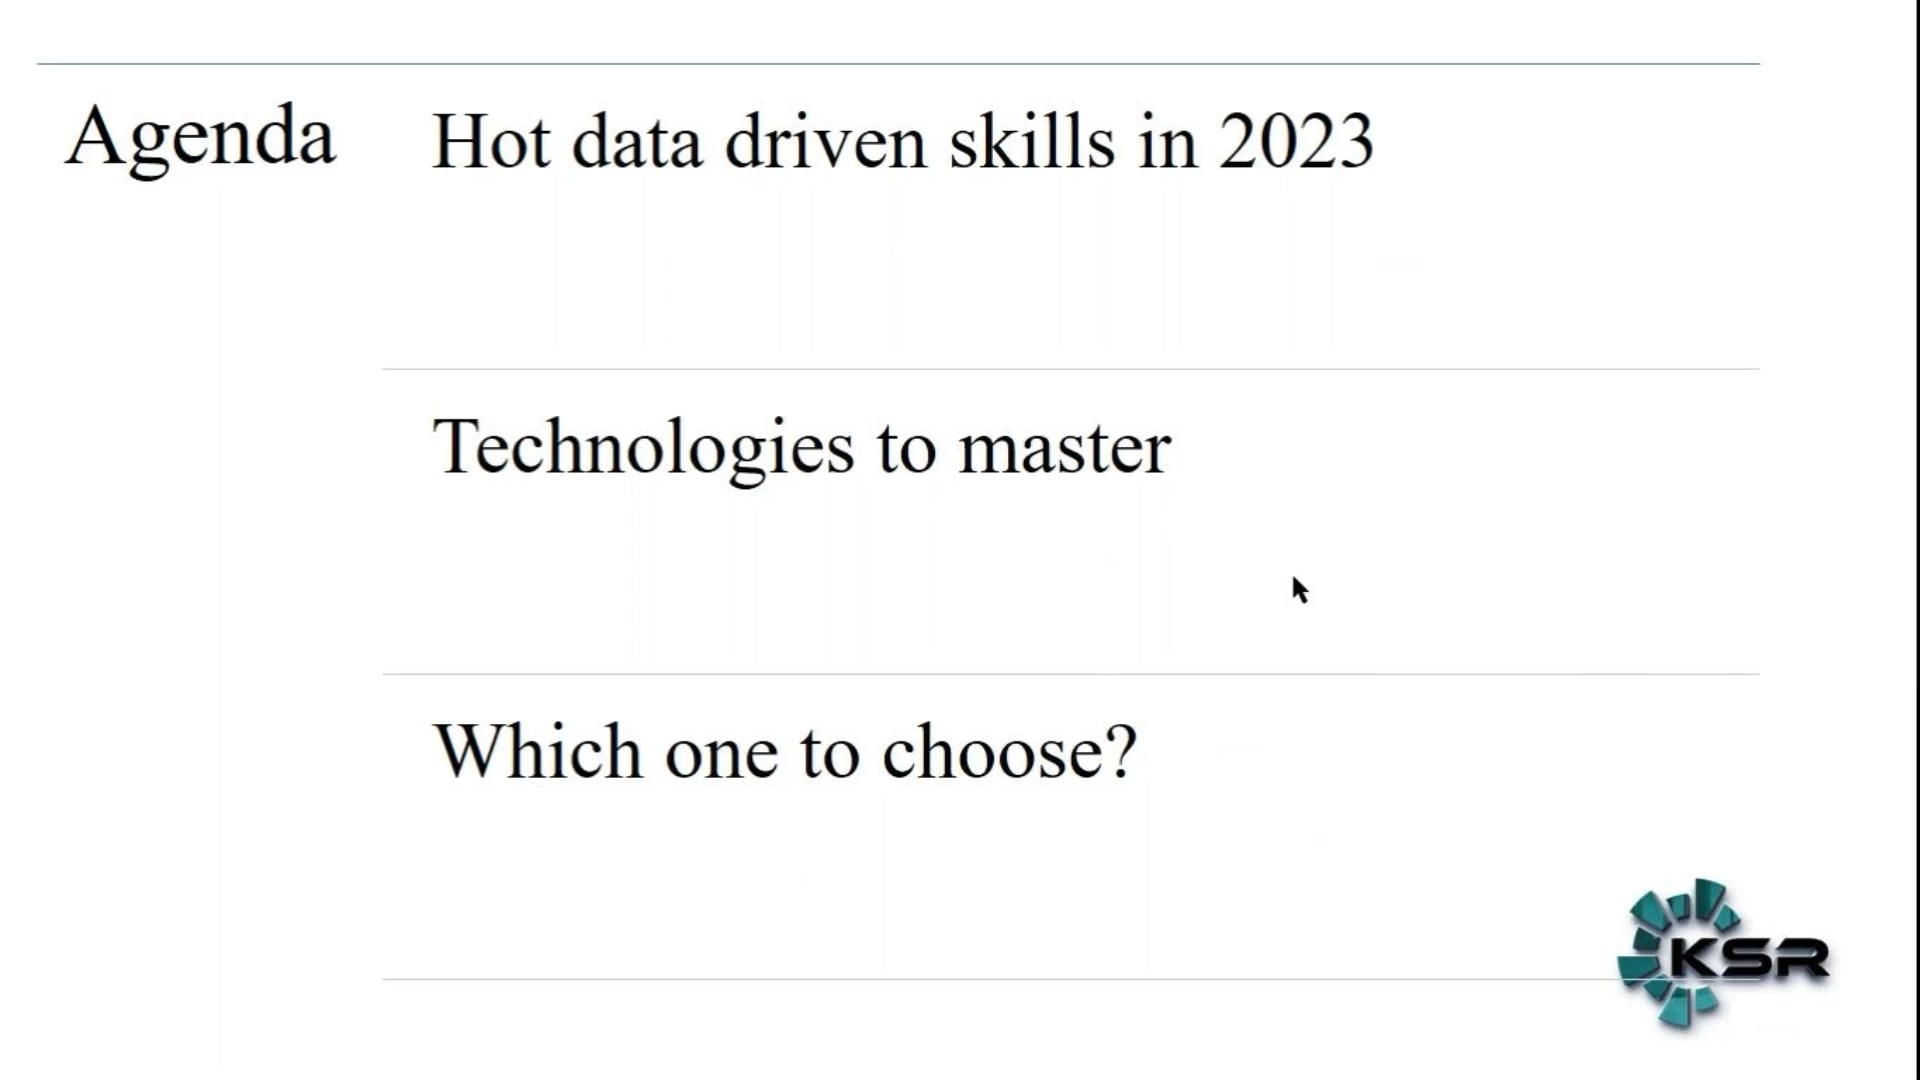 Agenda
Hot data driven skills in 2023
Technologies to master
Which one to choose?
KSR